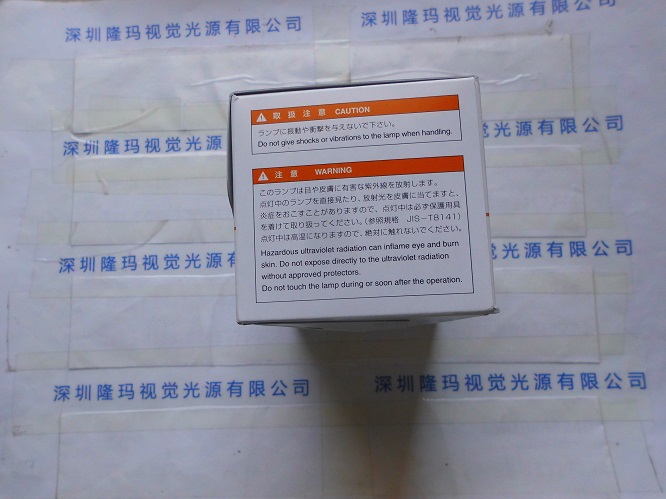 深圳隆玛视觉光源有限公司
深圳隆玛视觉光源有限公司
取扱注意 CAUTION
ランプに振動や衝撃を与えないで下さい。
Do not give shocks or vibrations to the lamp when handling.
深圳隆玛视觉光
有限公司
注意 WARNING
このランプは目や皮膚に有害な紫外線を放射します。
点灯中のランプを直接見たり、放射光を皮膚に当てますと、
炎症をおこすことがありますので、点灯中は必ず保護用具
を着けて取り扱ってください。(参照規格 JIS-T8141)
点灯中は高温になりますので、絶対に触れないでください。
Hazardous ultraviolet radiation can inflame eye and burn
skin. Do not expose directly to the ultraviolet radiation
without approved protectors.
Do not touch the lamp during or soon after the operation.
深圳隆玛视觉光
源有限公司
深圳隆玛视觉光源有限公司
深圳隆玛视觉光源有限公司